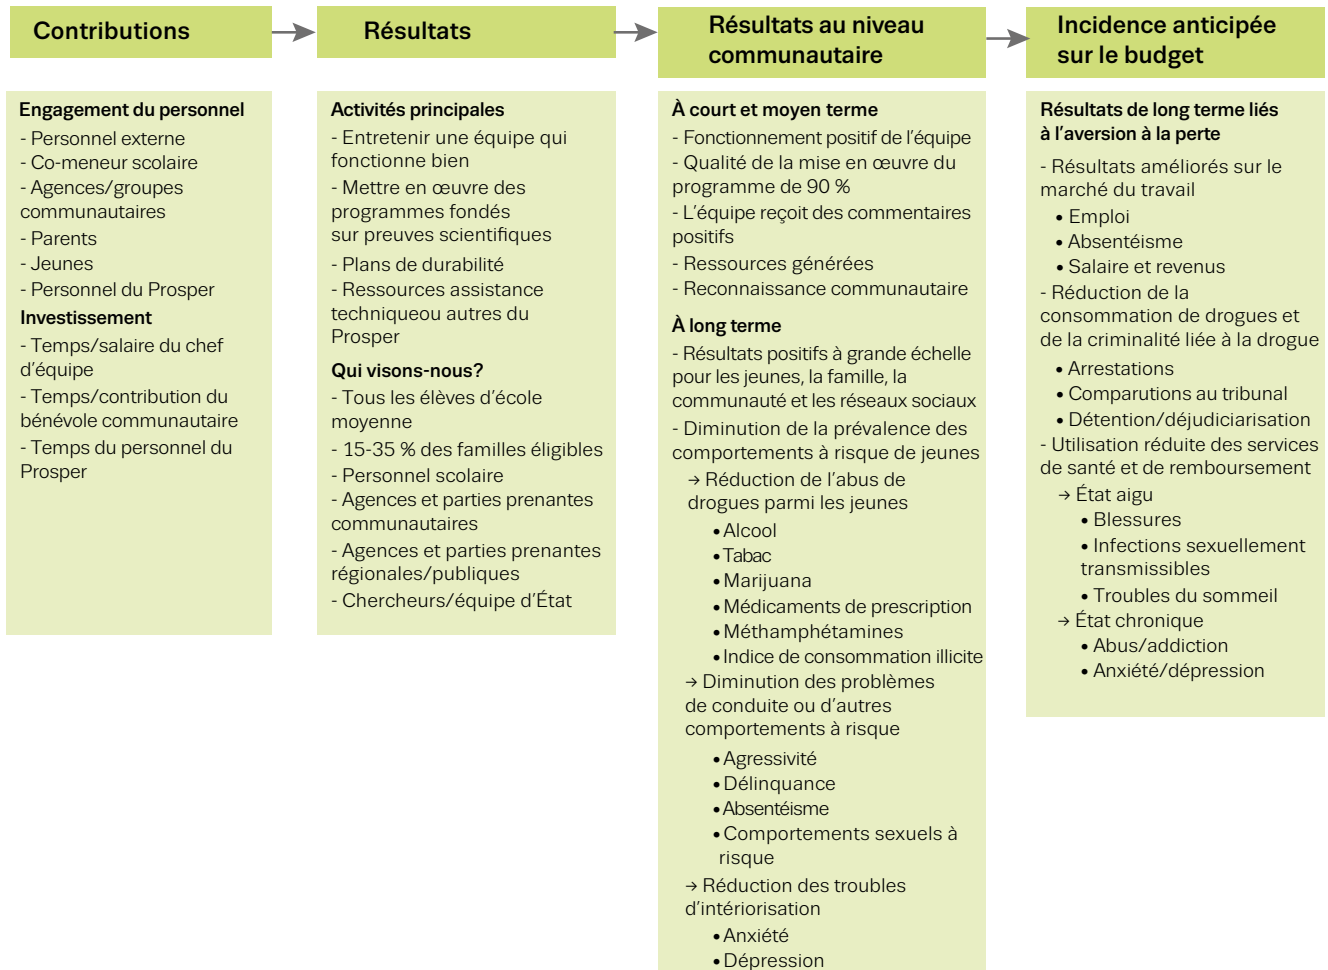 Contributions
Engagement du personnel
- Personnel externe
- Co-meneur scolaire
- Agences/groupes
communautaires
- Parents
- Jeunes
- Personnel du Prosper
Investissement
- Temps/salaire du chef
d'équipe
- Temps/contribution du
bénévole communautaire
- Temps du personnel du
Prosper
Résultats
Activités principales
- Entretenir une équipe qui
fonctionne bien
- Mettre en œuvre des
programmes fondés
sur preuves scientifiques
- Plans de durabilité
- Ressources assistance
techniqueou autres du
Prosper
Qui visons-nous?
- Tous les élèves d'école
moyenne
- 15-35 % des familles éligibles
- Personnel scolaire
- Agences et parties prenantes
communautaires
- Agences et parties prenantes
régionales/publiques
- Chercheurs/équipe d'État
Résultats au niveau
communautaire
À court et moyen terme
- Fonctionnement positif de l'équipe
- Qualité de la mise en œuvre du
programme de 90 %
- L'équipe reçoit des commentaires
positifs
- Ressources générées
- Reconnaissance communautaire
À long terme
- Résultats positifs à grande échelle
pour les jeunes, la famille, la
communauté et les réseaux sociaux
- Diminution de la prévalence des
comportements à risque de jeunes
→ Réduction de l'abus de
drogues parmi les jeunes
• Alcool
• Tabac
• Marijuana
• Médicaments de prescription
• Méthamphétamines
• Indice de consommation illicite
→ Diminution des problèmes
de conduite ou d'autres
comportements à risque
• Agressivité
• Délinquance
• Absentéisme
• Comportements sexuels à
risque
→ Réduction des troubles
d'intériorisation
• Anxiété
• Dépression
Incidence anticipée
sur le budget
Résultats de long terme liés
à l'aversion à la perte
- Résultats améliorés sur le
marché du travail
• Emploi
• Absentéisme
• Salaire et revenus
- Réduction de la
consommation de drogues et
de la criminalité liée à la drogue
• Arrestations
• Comparutions au tribunal
• Détention/déjudiciarisation
- Utilisation réduite des services
de santé et de remboursement
→ État aigu
• Blessures
• Infections sexuellement
transmissibles
• Troubles du sommeil
→ État chronique
• Abus/addiction
• Anxiété/dépression